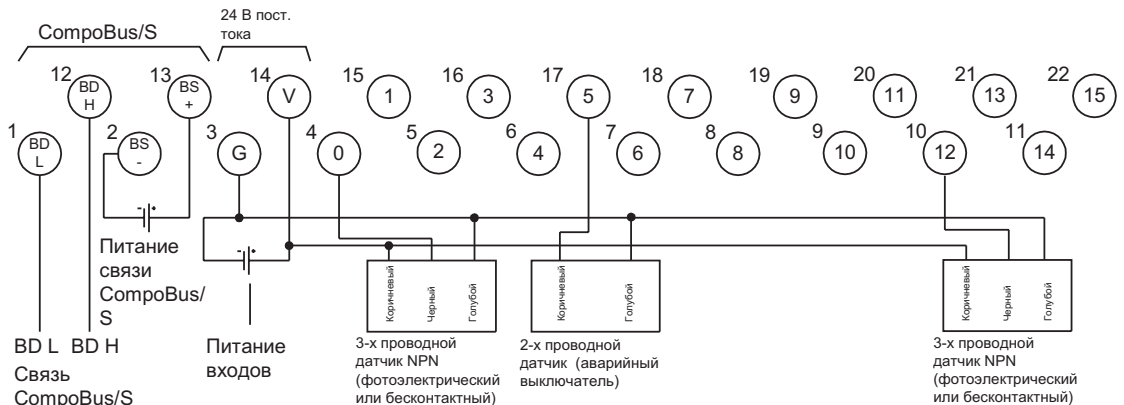 CompoBus/S
24 В пост.
тока
12 13 14 15 16 17 18 19 20 21 22
BD
H
BS
+
V 1 3 5 7 9 11 13 15
1 2 3 4 5 6 7 8 9 10 11
BD
L
BS
-
G 0 2 4 6 8 10 12 14
- +
- +
Питание
связи
CompoBus/
S
Коричневый
Черный
Голубой
Коричневый
Голубой
Коричневый
Черный
Голубой
BD L BD H
Связь
CompoBus/S
Питание
входов
3-х проводной
датчик NPN
(фотоэлектрический
или бесконтактный)
2-х проводной
датчик (аварийный
выключатель)
3-х проводной
датчик NPN
(фотоэлектрический
или бесконтактный)